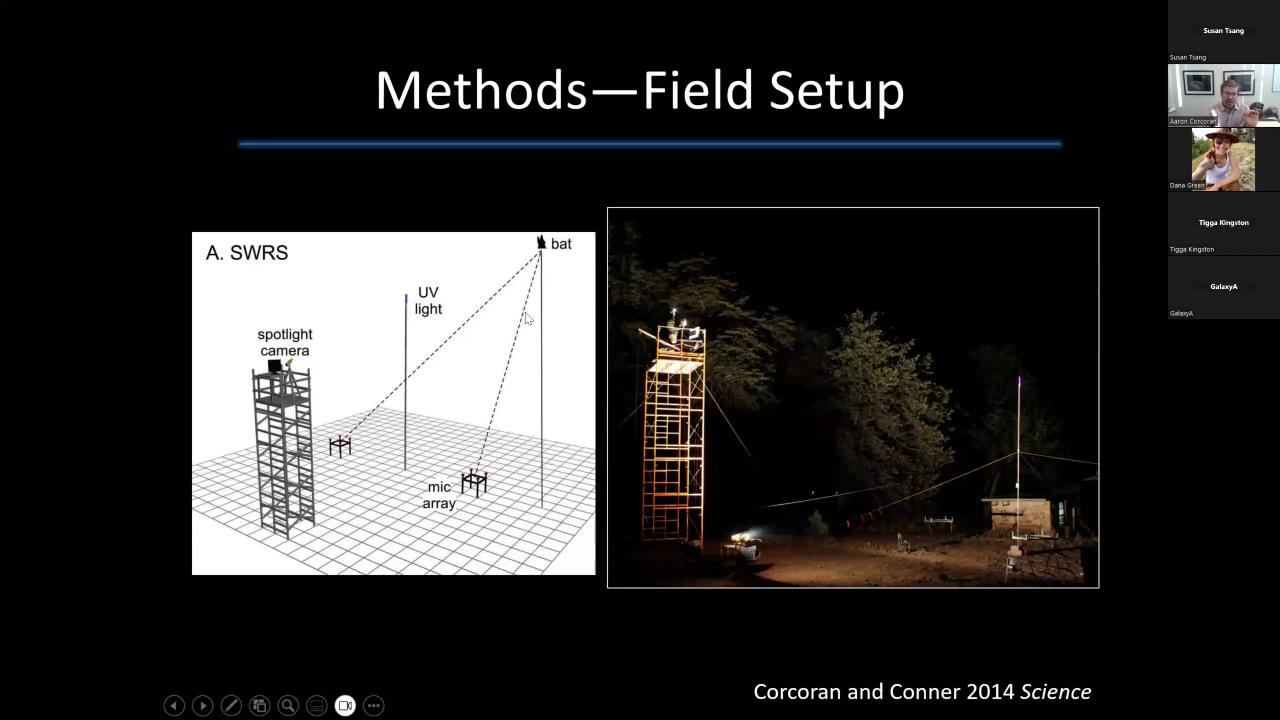 Methods—Field Setup
A. SWRS
bat
UV
light
spotlight
camera
mic
array
Corcoran and Conner 2014 Science
Susan Tsang
Susan Tsang
Aaron Corcoran
Dana Green
Tigga Kingston
Tigga Kingston
GalaxyA
GalaxyA